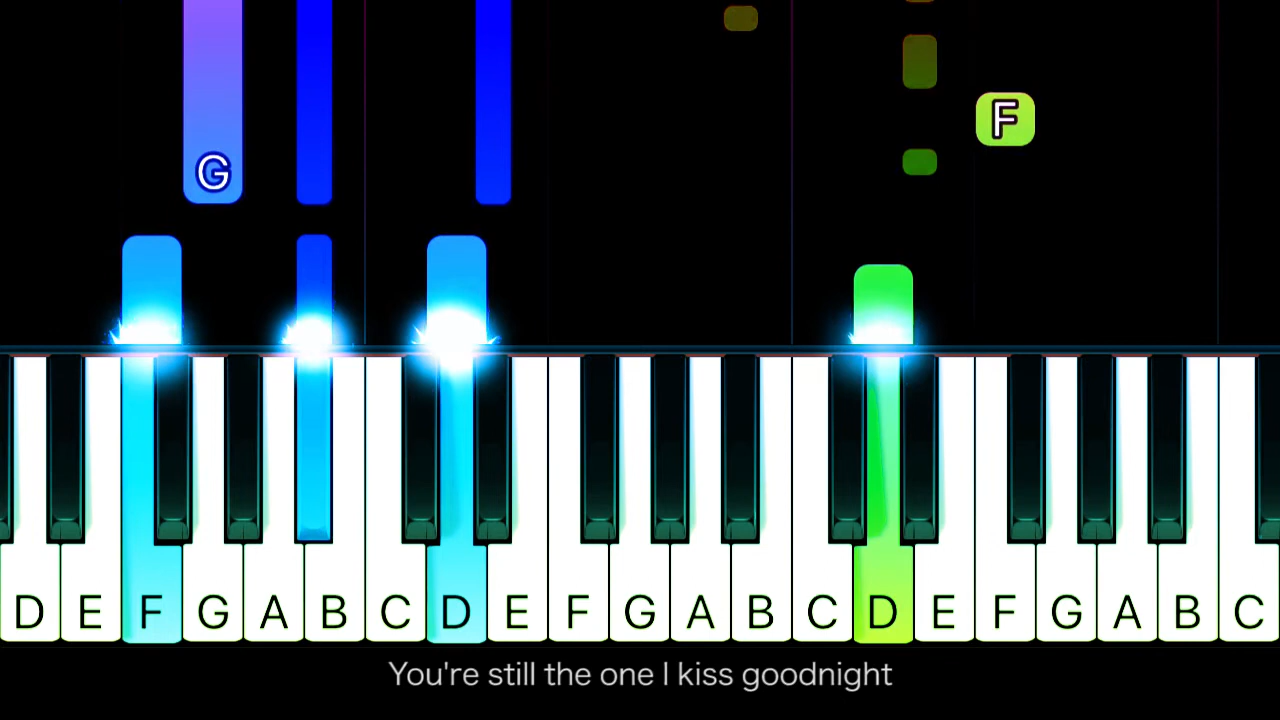 F
G
D E F G A B C D E F G A B C D E F G A B C
You're still the one I kiss goodnight